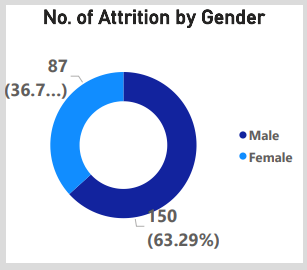 No. of Attrition by Gender
87
(36.7...)
Male
Female
150
(63.29%)